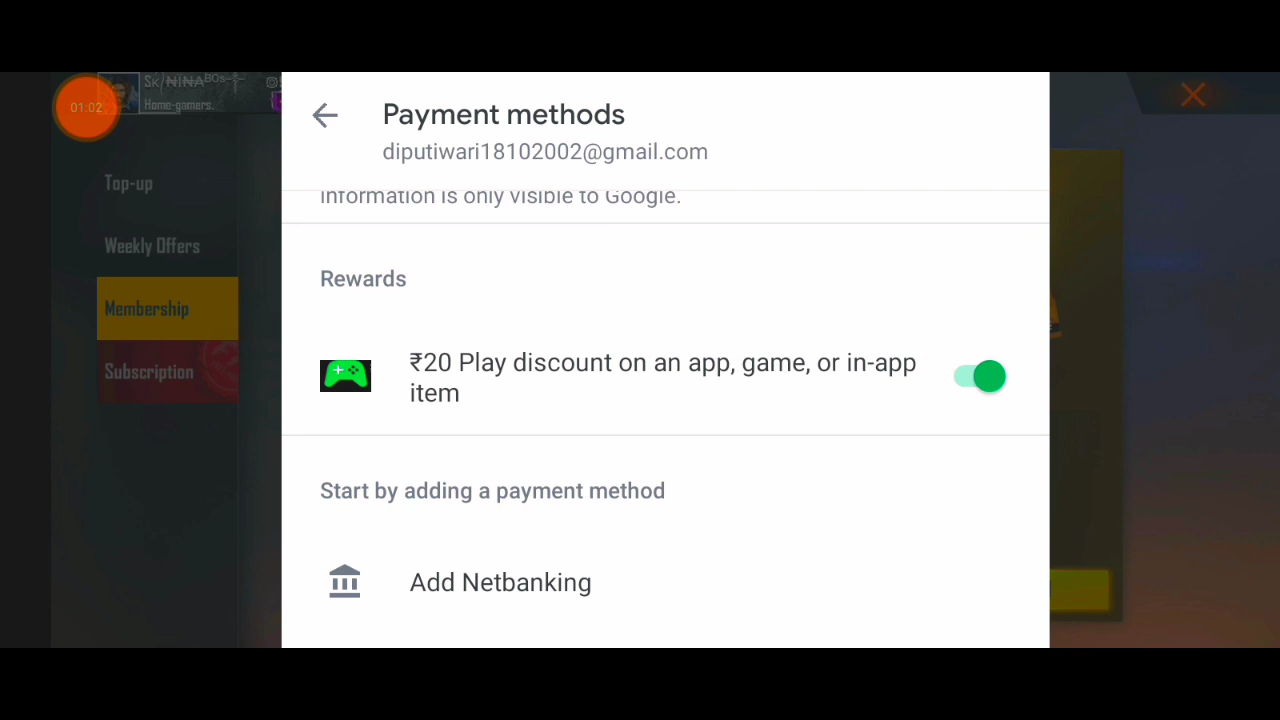 01:02
Home-gamers.
Payment methods
diputiwari18102002@gmail.com
information is only visible to Google.
Top-up
Weekly Offers
Membership
Subscription
Rewards
₹20 Play discount on an app, game, or in-app
item
Start by adding a payment method
Add Netbanking